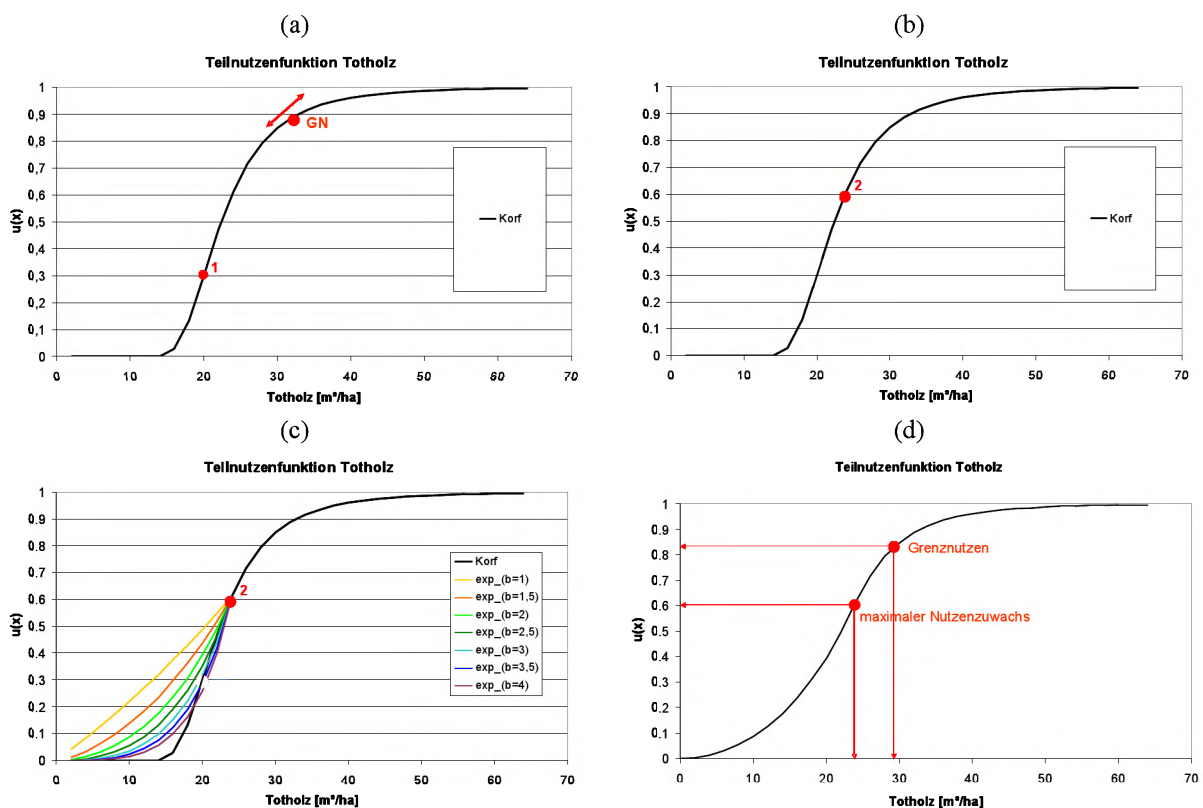 (a)
Teilnutzenfunktion Totholz
1
0,9
0,8
0,7
0,6
0,5
0,4
0,3
0,2
0,1
0
u(x)
GN
1
Korf
0 10 20 30 40 50 60 70
Totholz [m³/ha]
(b)
Teilnutzenfunktion Totholz
1
0,9
0,8
0,7
0,6
0,5
0,4
0,3
0,2
0,1
0
u(x)
2
Korf
0 10 20 30 40 50 60 70
Totholz [m³/ha]
(c)
Teilnutzenfunktion Totholz
1
0.9
0.8
0.7
0.6
0.5
0.4
0.3
0.2
0.1
0
u(x)
2
Korf
exp_(b=1)
exp_(b=1,5)
exp_(b=2)
exp_(b=2,5)
exp_(b=3)
exp_(b=3,5)
exp_(b=4)
0 10 20 30 40 50 60 70
Totholz [m³/ha]
(d)
Teilnutzenfunktion Totholz
1
0.9
0.8
0.7
0.6
0.5
0.4
0.3
0.2
0.1
0
u(x)
Grenznutzen
maximaler Nutzenzuwachs
0 10 20 30 40 50 60 70
Totholz [m³/ha]